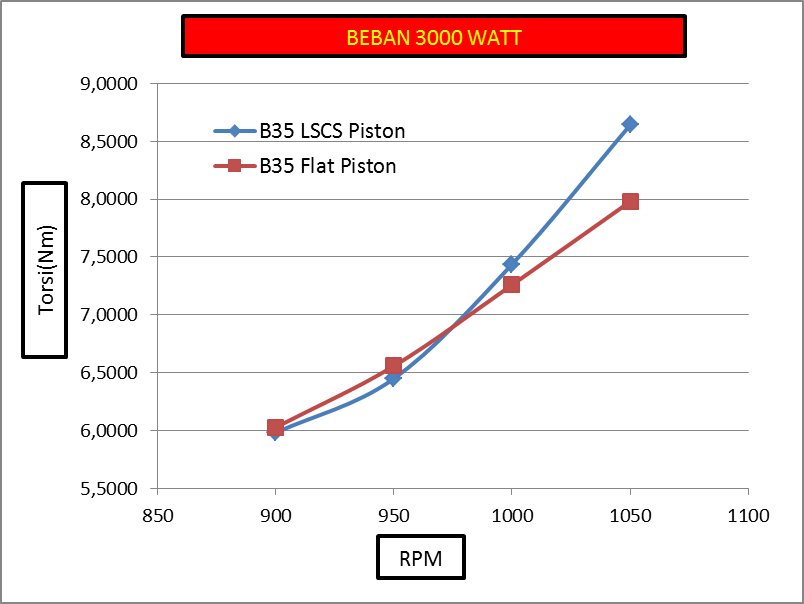 BEBAN 3000 WATT
9,0000
8,5000
8,0000
7,5000
7,0000
6,5000
6,0000
5,5000
B35 LSCS Piston
B35 Flat Piston
Torsi(Nm)
850 900 950 1000 1050 1100
RPM